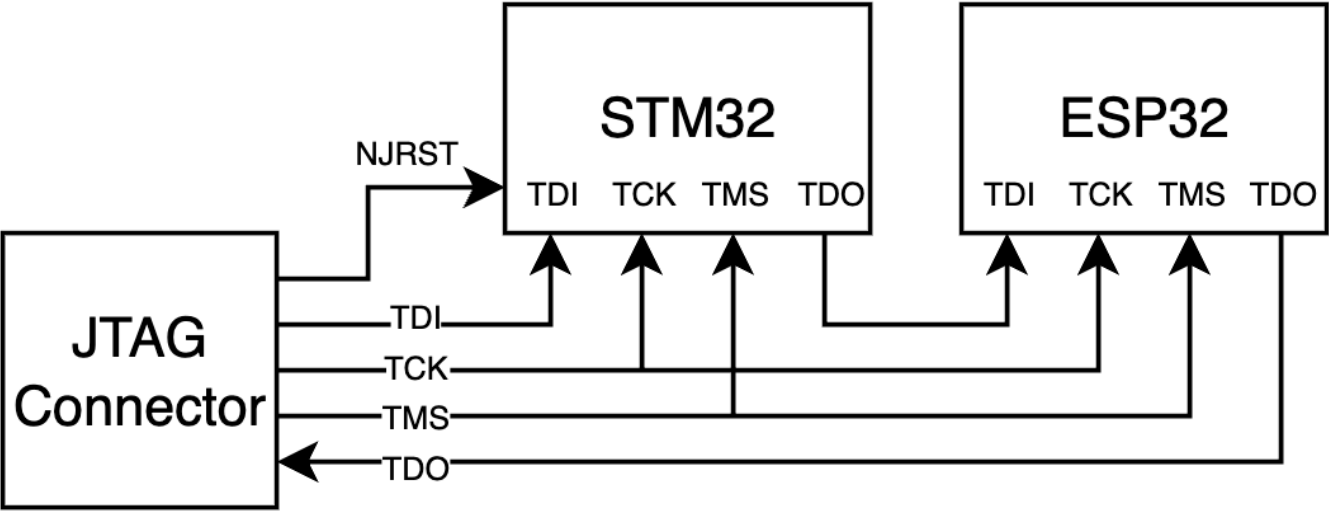 STM32
ESP32
NJRST
TDI TCK TMS TDO
TDI TCK TMS TDO
JTAG
Connector
TDI
TCK
TMS
TDO